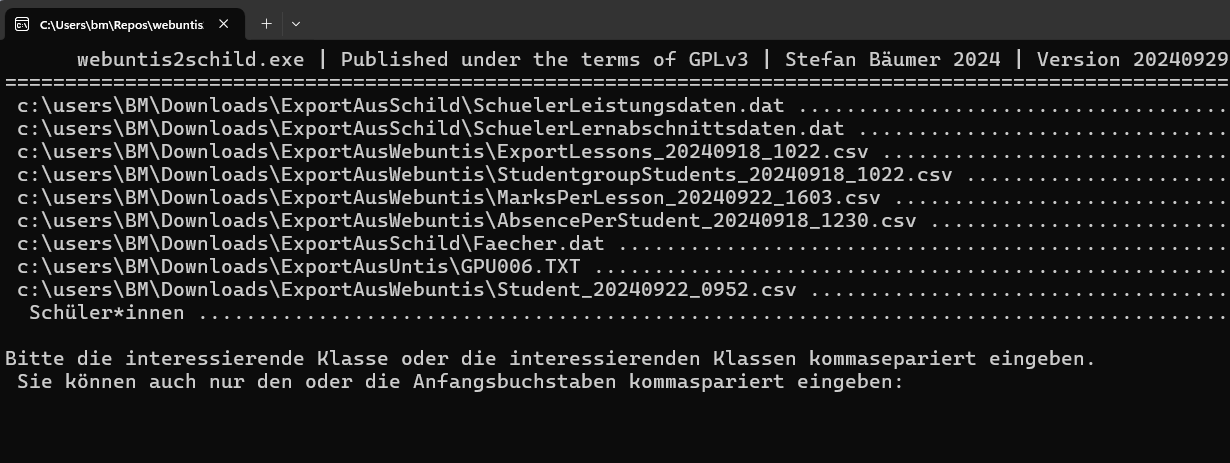 C:\Users\bm\Repos\webuntis
webuntis2schild.exe | Published under the terms of GPLv3 | Stefan Bäumer 2024 | Version 20240929
================================================================================
c:\users\BM\Downloads\ExportAusSchild\SchuelerLeistungsdaten.dat ....................................
c:\users\BM\Downloads\ExportAusSchild\SchuelerLernabschnittsdaten.dat ...............................
c:\users\BM\Downloads\ExportAusWebuntis\ExportLessons_20240918_1022.csv .............................
c:\users\BM\Downloads\ExportAusWebuntis\StudentgroupStudents_20240918_1022.csv ......................
c:\users\BM\Downloads\ExportAusWebuntis\MarksPerLesson_20240922_1603.csv ............................
c:\users\BM\Downloads\ExportAusWebuntis\AbsencePerStudent_20240918_1230.csv .........................
c:\users\BM\Downloads\ExportAusSchild\Faecher.dat ...................................................
c:\users\BM\Downloads\ExportAusUntis\GPU006.TXT .....................................................
c:\users\BM\Downloads\ExportAusWebuntis\Student_20240922_0952.csv ...................................
Schüler*innen ......................................................................................
Bitte die interessierende Klasse oder die interessierenden Klassen kommasepariert eingeben.
Sie können auch nur den oder die Anfangsbuchstaben kommaspariert eingeben: